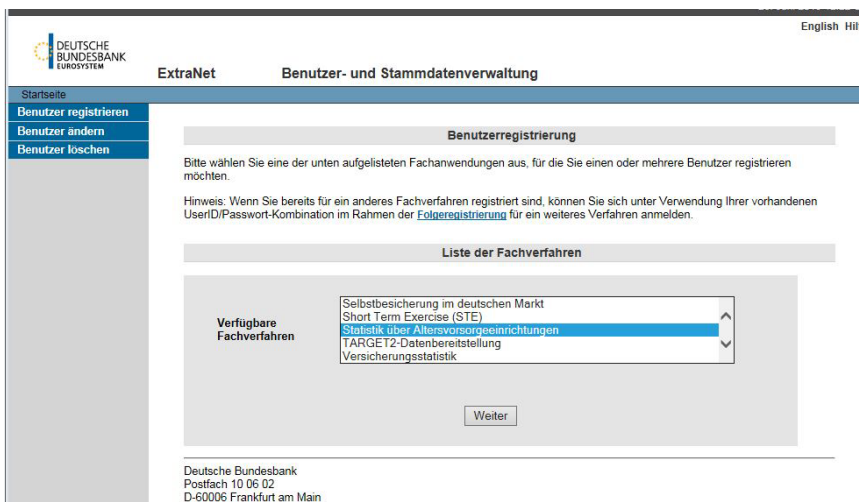 English
DEUTSCHE
BUNDESBANK
EUROSYSTEM
ExtraNet Benutzer- und Stammdatenverwaltung
Startseite
Benutzer registrieren
Benutzer ändern
Benutzer löschen
Benutzerregistrierung
Bitte wählen Sie eine der unten aufgelisteten Fachanwendungen aus, für die Sie einen oder mehrere Benutzer registrieren
möchten.
Hinweis: Wenn Sie bereits für ein anderes Fachverfahren registriert sind, können Sie sich unter Verwendung Ihrer vorhandenen
UserID/Passwort-Kombination im Rahmen der Folgeregistrierung für ein weiteres Verfahren anmelden.
Liste der Fachverfahren
Verfügbare
Fachverfahren
Selbstbesicherung im deutschen Markt
Short Term Exercise (STE)
Statistik über Altersvorsorgeeinrichtungen
TARGET2-Datenbereitstellung
Versicherungsstatistik
Weiter
Deutsche Bundesbank
Postfach 10 06 02
D-60006 Frankfurt am Main